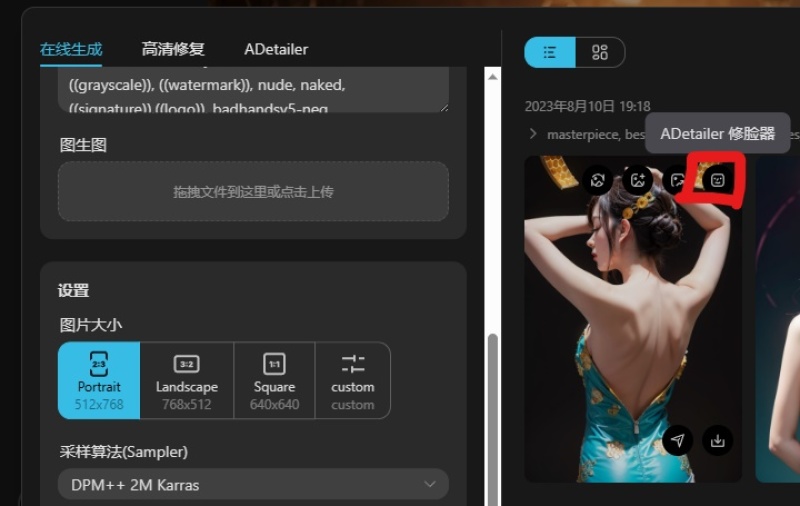 在线生成
高清修复
ADetailer
((grayscale)), ((watermark)), nude, naked,
((signature)),((logo)), badhandsv5-neg
图生图
拖拽文件到这里或点击上传
设置
图片大小
2:3
Portrait
512x768
3:2
Landscape
768x512
1:1
Square
640x640
custom
custom
采样算法(Sampler)
DPM++ 2M Karras
2023年8月10日 19:18
masterpiece, bes
ADetailer 修脸器